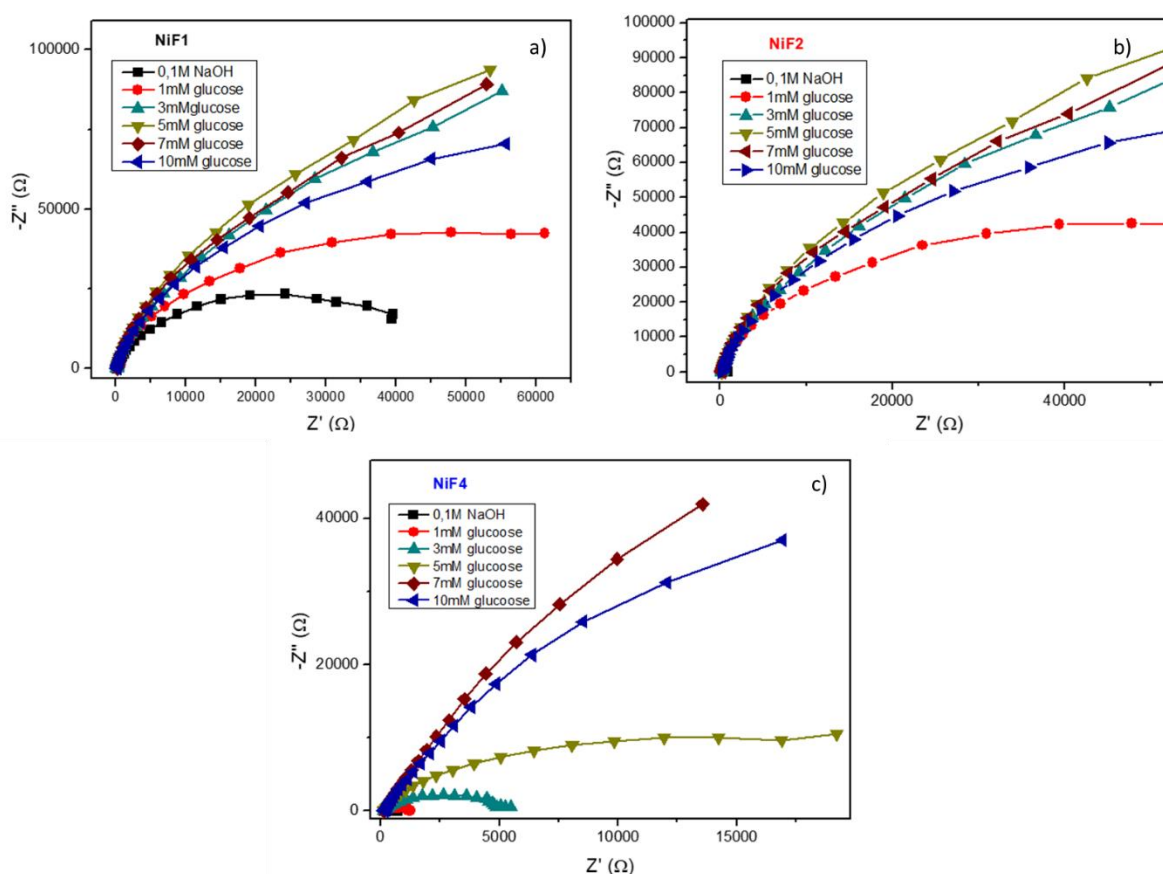 NiF1
a)
0,1M NaOH
1mM glucose
3mMglucose
5mM glucose
7mM glucose
10mM glucose
100000
50000
0
-Z'' (Ω)
0 10000 20000 30000 40000 50000 60000
Z' (Ω)
NiF2
b)
0,1M NaOH
1mM glucose
3mM glucose
5mM glucose
7mM glucose
10mM glucose
100000
90000
80000
70000
60000
50000
40000
30000
20000
10000
0
-Z'' (Ω)
0 20000 40000
Z' (Ω)
NiF4
c)
0,1M NaOH
1mM glucoose
3mM glucoose
5mM glucoose
7mM glucoose
10mM glucoose
40000
20000
0
-Z'' (Ω)
0 5000 10000 15000
Z' (Ω)